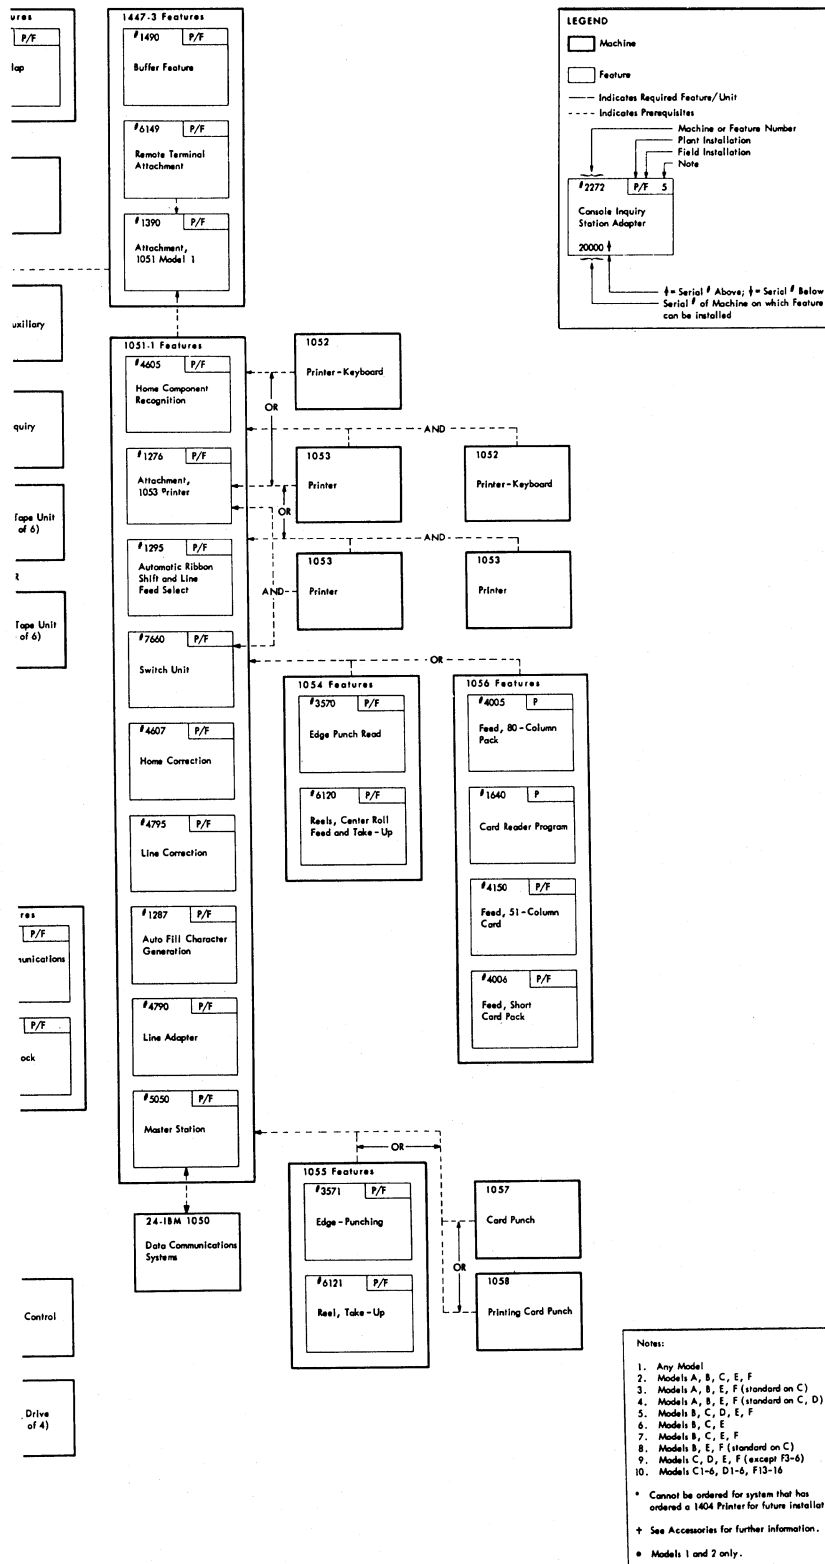 ures
P/F
lap
1447-3 Features
#1490 P/F
Buffer Feature
#6149 P/F
Remote Terminal
Attachment
#1390 P/F
Attachment,
1051 Model 1
LEGEND
Machine
Feature
Indicates Required Feature/Unit
Indicates Prerequisites
Machine or Feature Number
Plant Installation
Field Installation
Note
#2272 P/F 5
Console Inquiry
Station Adapter
20000
= Serial # Above; = Serial # Below
Serial # of Machine on which Feature
can be installed
uxiliary
quiry
Tape Unit
of 6)
R
Tape Unit
of 6)
1051-1 Features
#4605 P/F
Home Component
Recognition
#1276 P/F
Attachment,
1053 Printer
#1295 P/F
Automatic Ribbon
Shift and Line
Feed Select
#7660 P/F
Switch Unit
#4607 P/F
Home Correction
#4795 P/F
Line Correction
#1287 P/F
Auto Fill Character
Generation
#4790 P/F
Line Adapter
#5050 P/F
Master Station
24-IBM 1050
Data Communications
Systems
1052
Printer-Keyboard
OR
AND
1053
Printer
1052
Printer-Keyboard
OR
AND
1053
Printer
1053
Printer
AND
OR
1054 Features
#3570 P/F
Edge Punch Read
#6120 P/F
Reels, Center Roll
Feed and Take-Up
1056 Features
#4005 P
Feed, 80-Column
Pack
#1640 P
Card Reader Program
#4150 P/F
Feed, 51-Column
Card
#4006 P/F
Feed, Short
Card Pack
res
P/F
nunications
P/F
ock
OR
1055 Features
#3571 P/F
Edge-Punching
#6121 P/F
Reel, Take-Up
1057
Card Punch
OR
1058
Printing Card Punch
Control
Drive
of 4)
Notes:
1. Any Model
2. Models A, B, C, E, F
3. Models A, B, E, F (standard on C)
4. Models A, B, E, F (standard on C, D)
5. Models B, C, D, E, F
6. Models B, C, E
7. Models B, C, E, F
8. Models B, E, F (standard on C)
9. Models C, D, E, F (except F3-6)
10. Models C1-6, D1-6, F13-16
* Cannot be ordered for system that has
ordered a 1404 Printer for future installat
+ See Accessories for further information.
● Models 1 and 2 only.